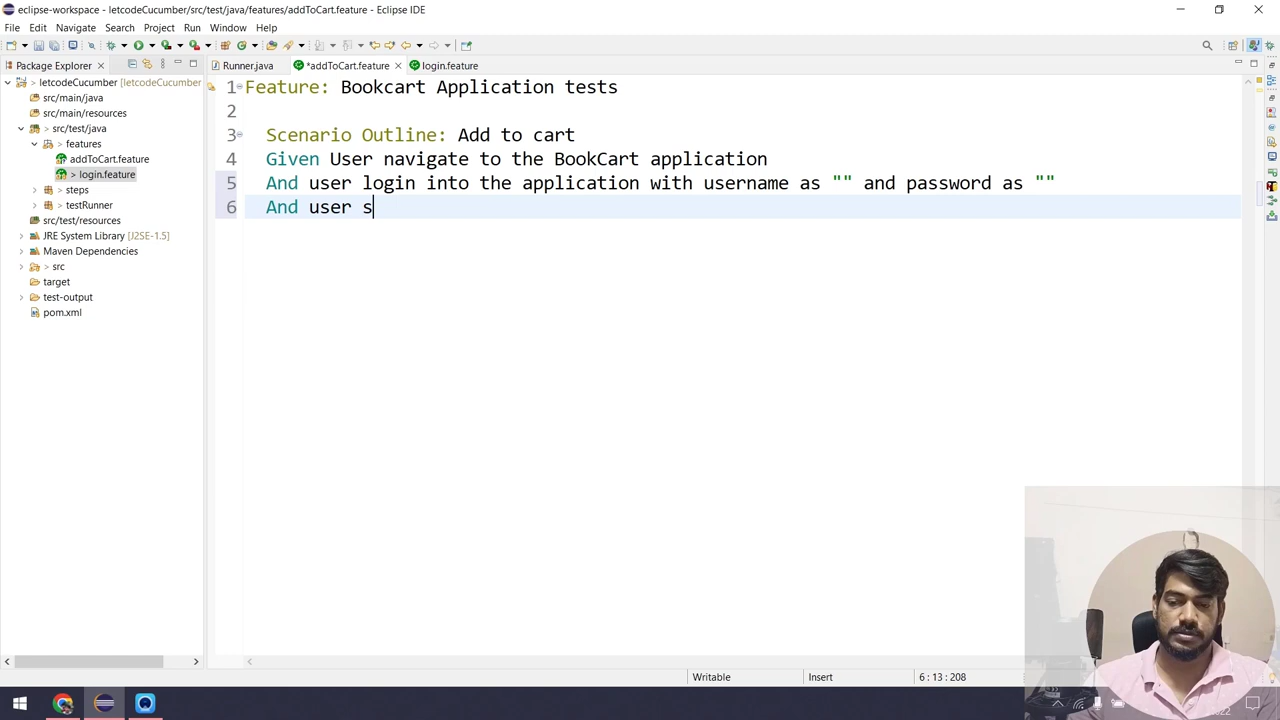 eclipse-workspace - letcodeCucumber/src/test/java/features/addToCart.feature - Eclipse IDE
File Edit Navigate Search Project Run Window Help
Package Explorer
Runner.java
*addToCart.feature
login.feature
> letcodeCucumber (letcodeCucumber
src/main/java
src/main/resources
> src/test/java
> features
addToCart.feature
> login.feature
> steps
> testRunner
src/test/resources
JRE System Library [J2SE-1.5]
Maven Dependencies
> src
target
test-output
pom.xml
1 Feature: Bookcart Application tests
2
3 Scenario Outline: Add to cart
4 Given User navigate to the BookCart application
5 And user login into the application with username as "" and password as ""
6 And user s
Writable Insert 6 : 13 : 208